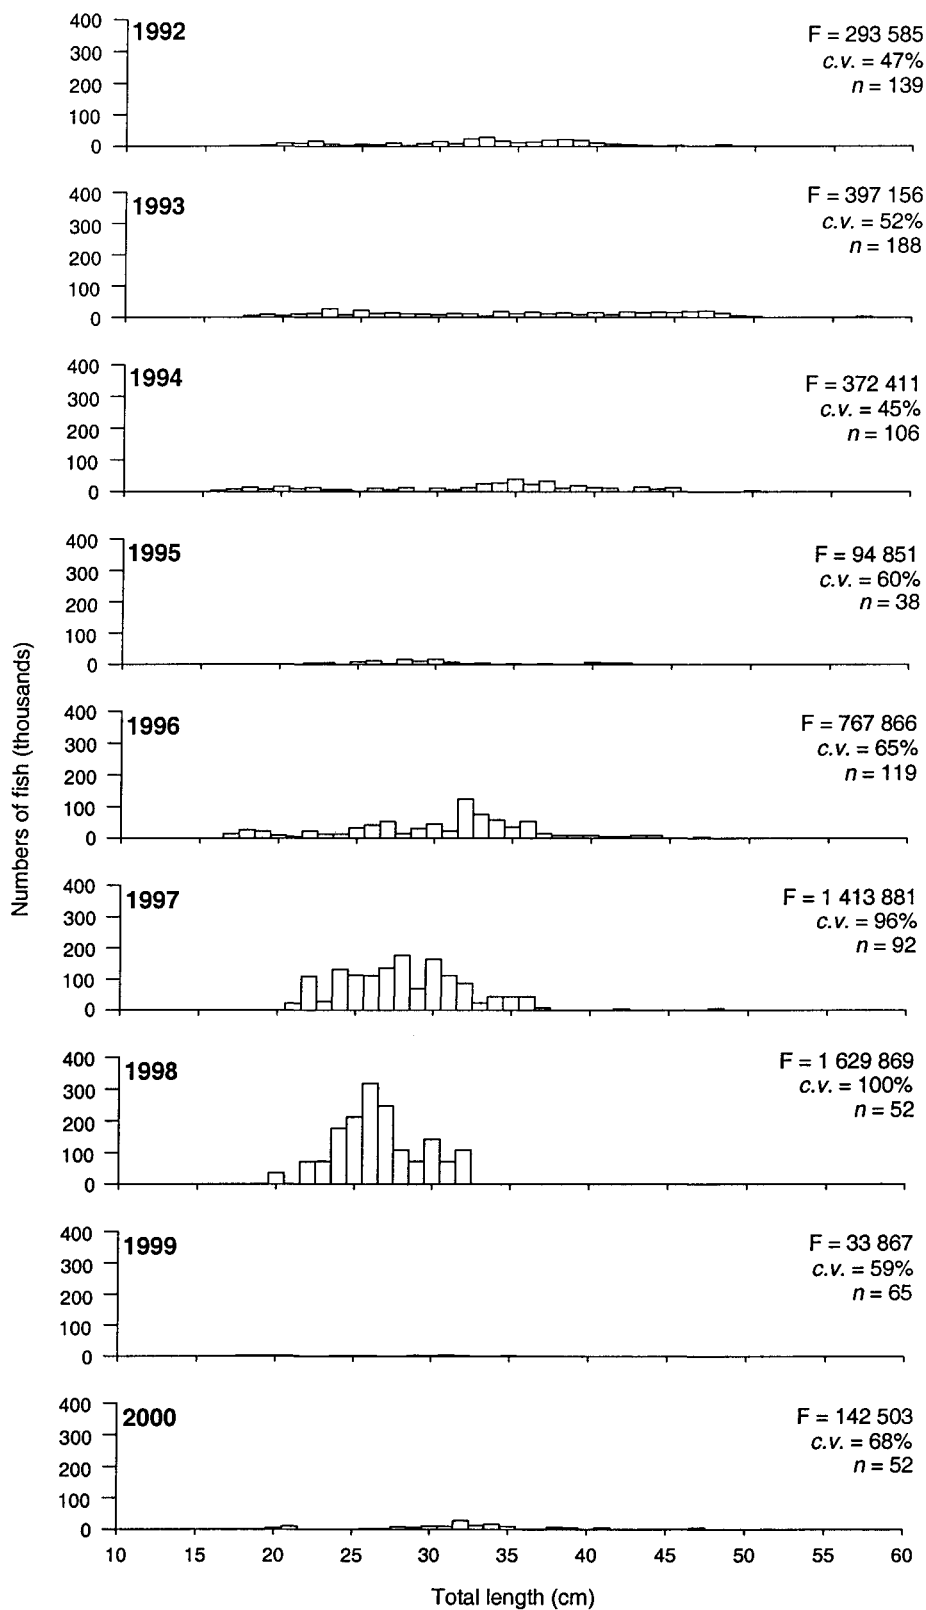 400
1992
F = 293 585
300
c.v. = 47%
200
n = 139
100
0
400
1993
F = 397 156
300
c.v. = 52%
200
n = 188
100
0
400
1994
F = 372 411
300
c.v. = 45%
200
n = 106
100
0
400
1995
F = 94 851
300
c.v. = 60%
200
n = 38
100
0
Numbers of fish (thousands)
400
1996
F = 767 866
300
c.v. = 65%
200
n = 119
100
0
400
1997
F = 1 413 881
300
c.v. = 96%
200
n = 92
100
0
400
1998
F = 1 629 869
300
c.v. = 100%
200
n = 52
100
0
400
1999
F = 33 867
300
c.v. = 59%
200
n = 65
100
0
400
2000
F = 142 503
300
c.v. = 68%
200
n = 52
100
0
10 15 20 25 30 35 40 45 50 55 60
Total length (cm)